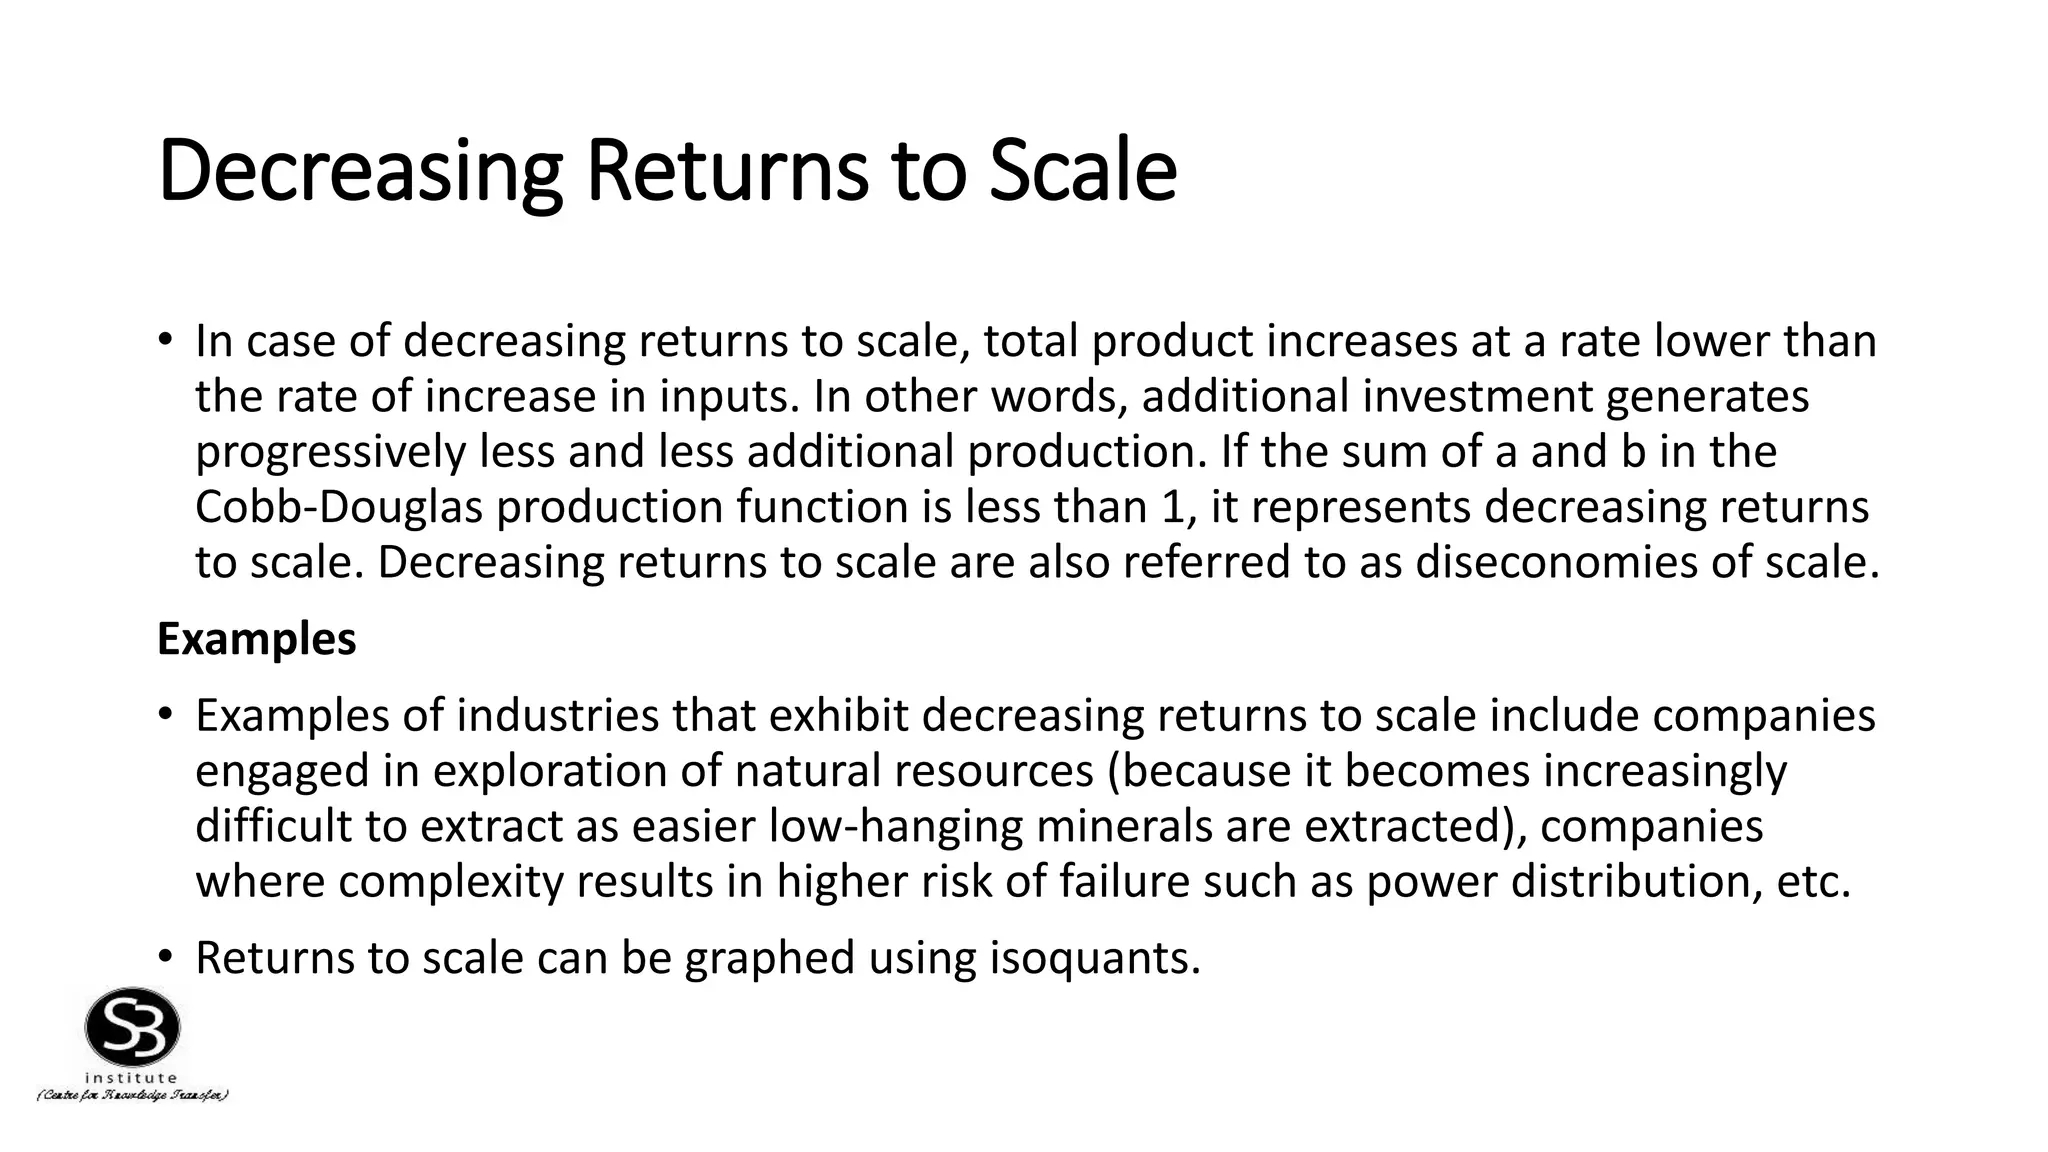 Decreasing Returns to Scale
• In case of decreasing returns to scale, total product increases at a rate lower than
the rate of increase in inputs. In other words, additional investment generates
progressively less and less additional production. If the sum of a and b in the
Cobb-Douglas production function is less than 1, it represents decreasing returns
to scale. Decreasing returns to scale are also referred to as diseconomies of scale.
Examples
• Examples of industries that exhibit decreasing returns to scale include companies
engaged in exploration of natural resources (because it becomes increasingly
difficult to extract as easier low-hanging minerals are extracted), companies
where complexity results in higher risk of failure such as power distribution, etc.
• Returns to scale can be graphed using isoquants.
SB
institute
(Centre for Knowledge Transfer)